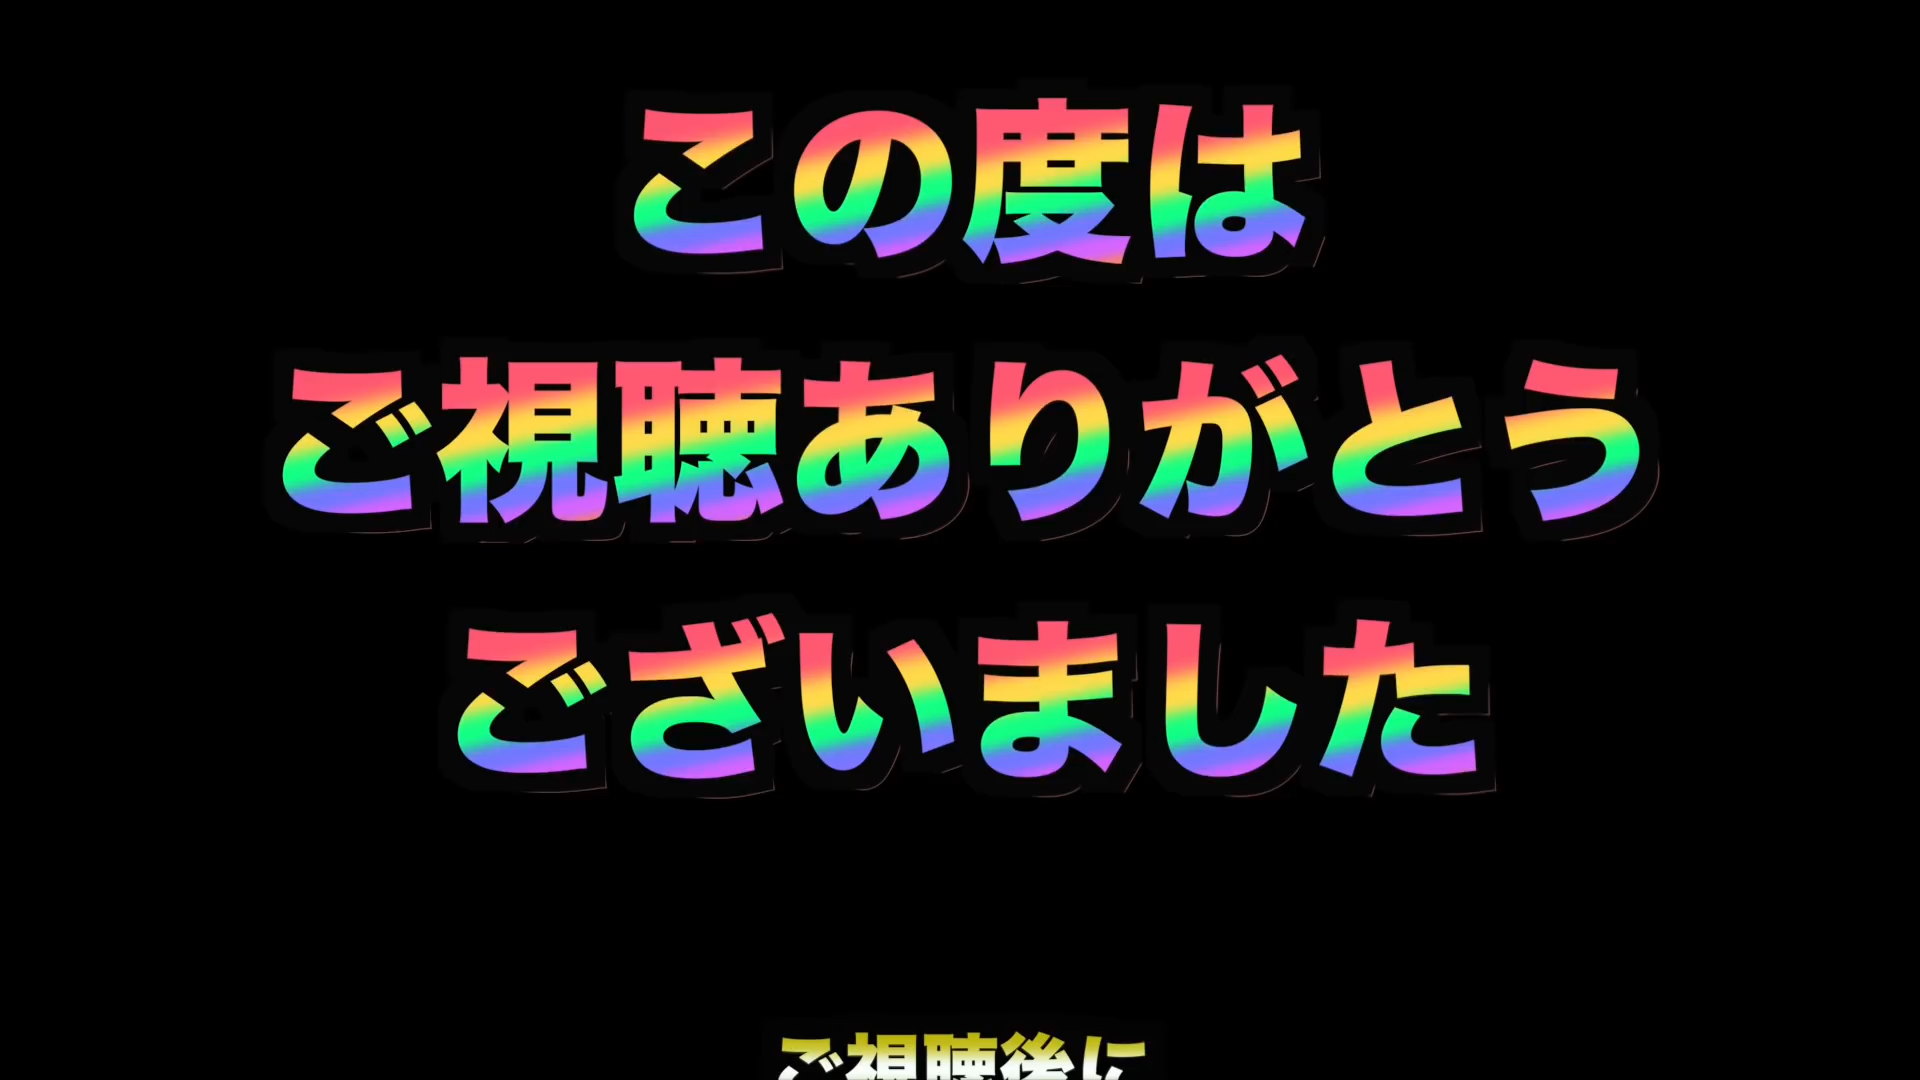 この度は
ご視聴ありがとう
ございました
ご視聴後に